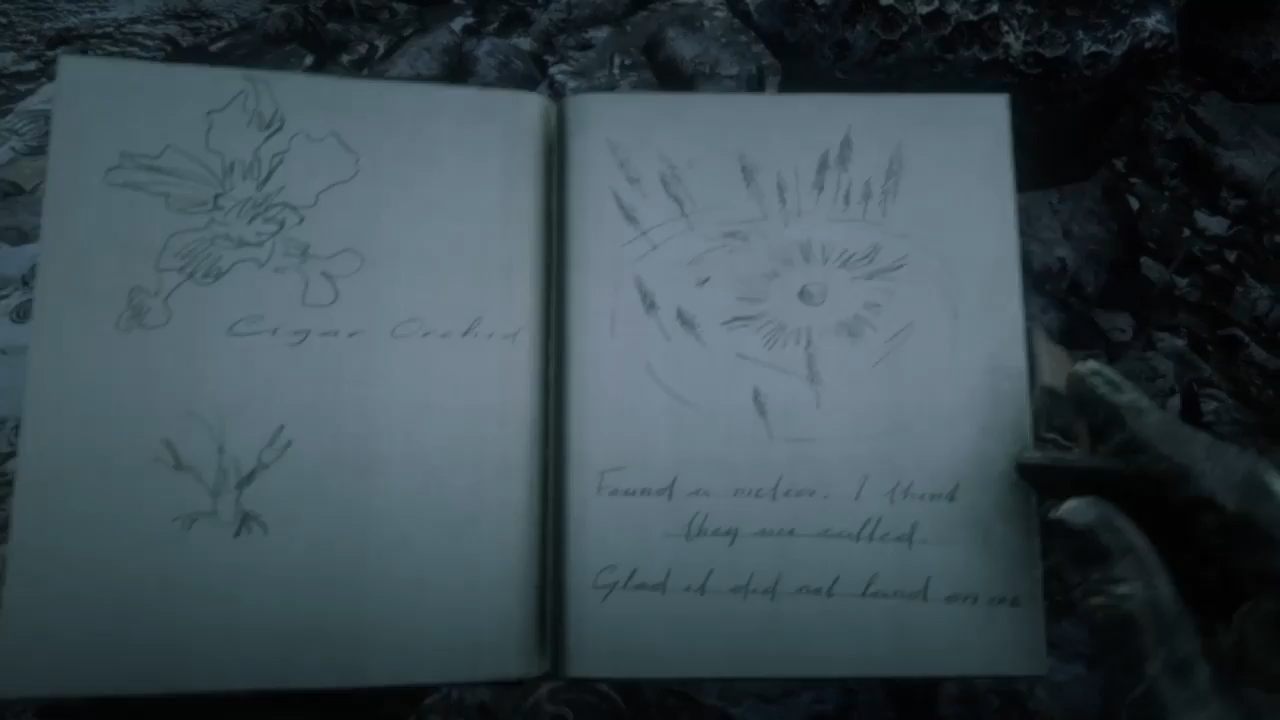 Cigar Orchid
Found a meteor. I think
they are called.
Glad it did not land on me